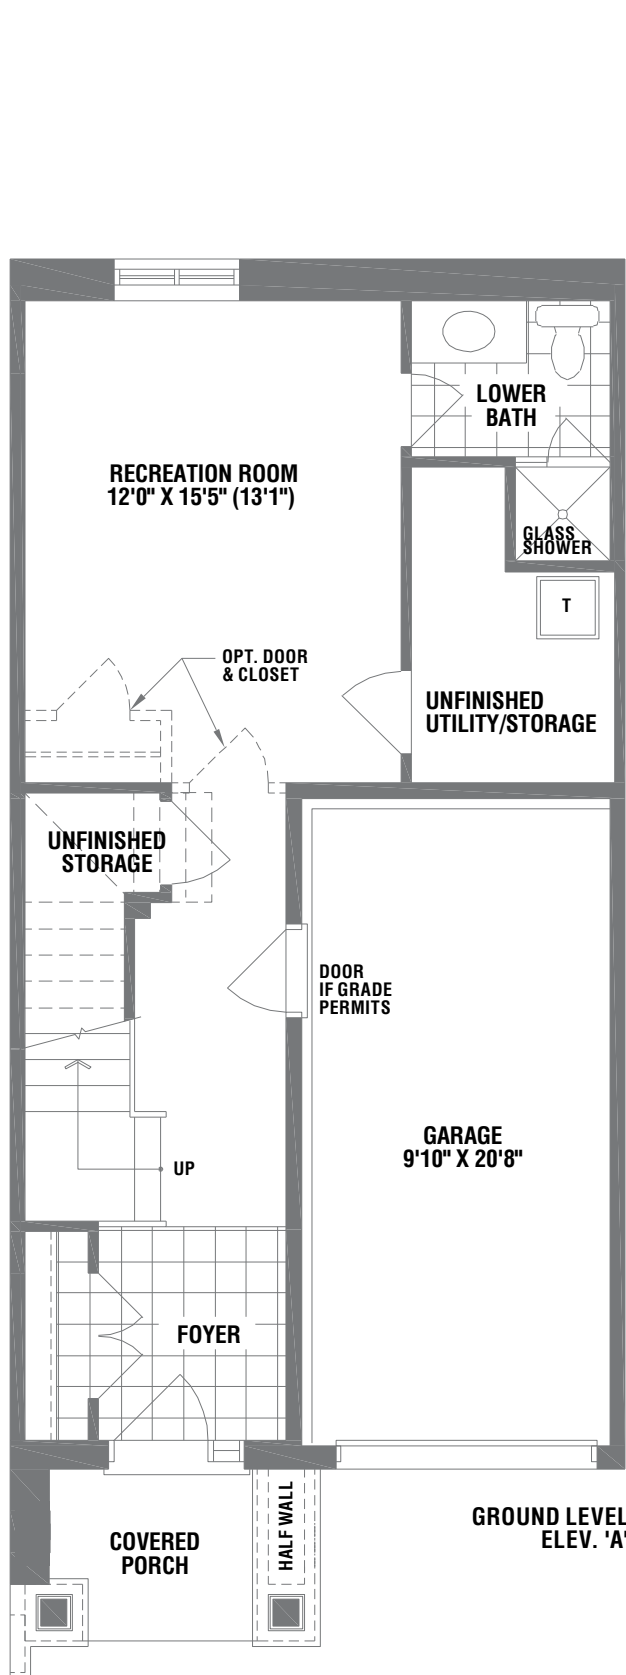 LOWER
BATH
RECREATION ROOM
12'0" X 15'5" (13'1")
GLASS
SHOWER
T
OPT. DOOR
& CLOSET
UNFINISHED
UTILITY/STORAGE
UNFINISHED
STORAGE
DOOR
IF GRADE
PERMITS
GARAGE
9'10" X 20'8"
UP
FOYER
HALF WALL
COVERED
PORCH
GROUND LEVEL
ELEV. 'A'